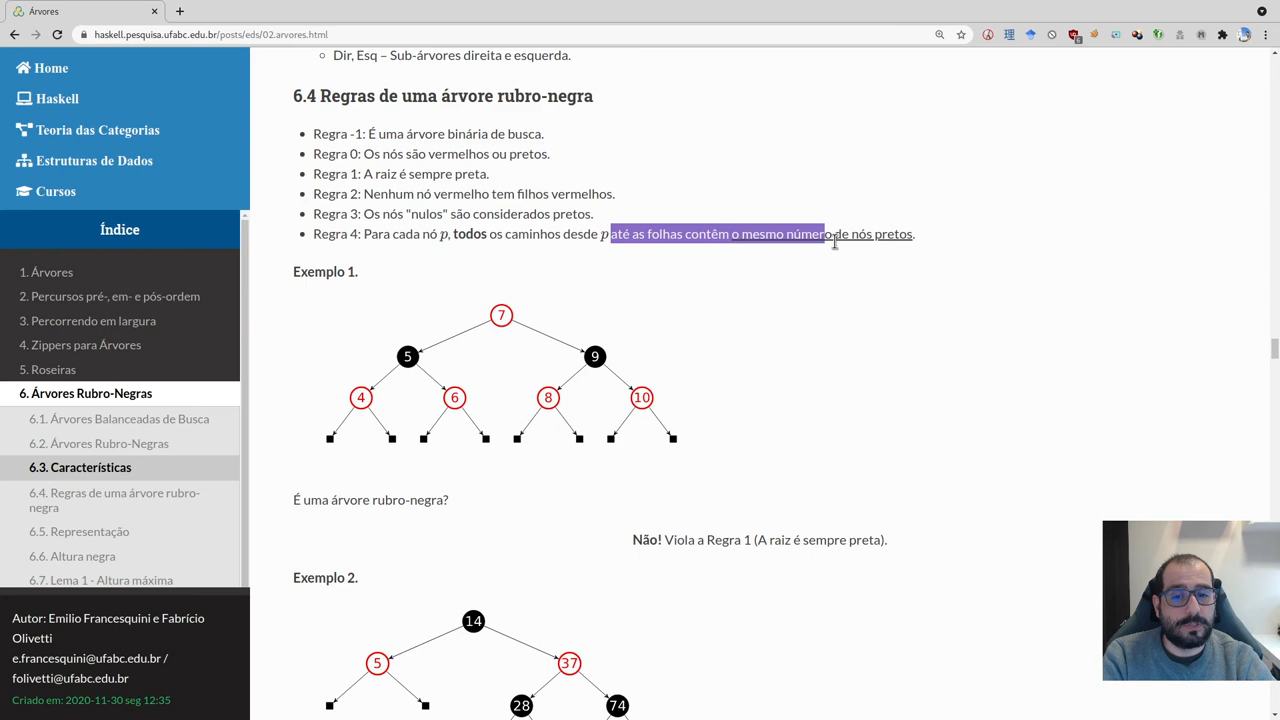 Árvores
haskell.pesquisa.ufabc.edu.br/posts/eds/02.arvores.html
Home
Haskell
Teoria das Categorias
Estruturas de Dados
Cursos
Índice
1. Árvores
2. Percursos pré-, em- e pós-ordem
3. Percorrendo em largura
4. Zippers para Árvores
5. Roseiras
6. Árvores Rubro-Negras
6.1. Árvores Balanceadas de Busca
6.2. Árvores Rubro-Negras
6.3. Características
6.4. Regras de uma árvore rubro-
negra
6.5. Representação
6.6. Altura negra
6.7. Lema 1 - Altura máxima
Autor: Emilio Francesquini e Fabrício
Olivetti
e.francesquini@ufabc.edu.br /
folivetti@ufabc.edu.br
Criado em: 2020-11-30 seg 12:35
Dir, Esq – Sub-árvores direita e esquerda.
6.4 Regras de uma árvore rubro-negra
Regra -1: É uma árvore binária de busca.
Regra 0: Os nós são vermelhos ou pretos.
Regra 1: A raiz é sempre preta.
Regra 2: Nenhum nó vermelho tem filhos vermelhos.
Regra 3: Os nós "nulos" são considerados pretos.
Regra 4: Para cada nó p, todos os caminhos desde p até as folhas contêm o mesmo número de nós pretos.
Exemplo 1.
7
5 9
4 6 8 10
É uma árvore rubro-negra?
Não! Viola a Regra 1 (A raiz é sempre preta).
Exemplo 2.
14
5 37
28 74